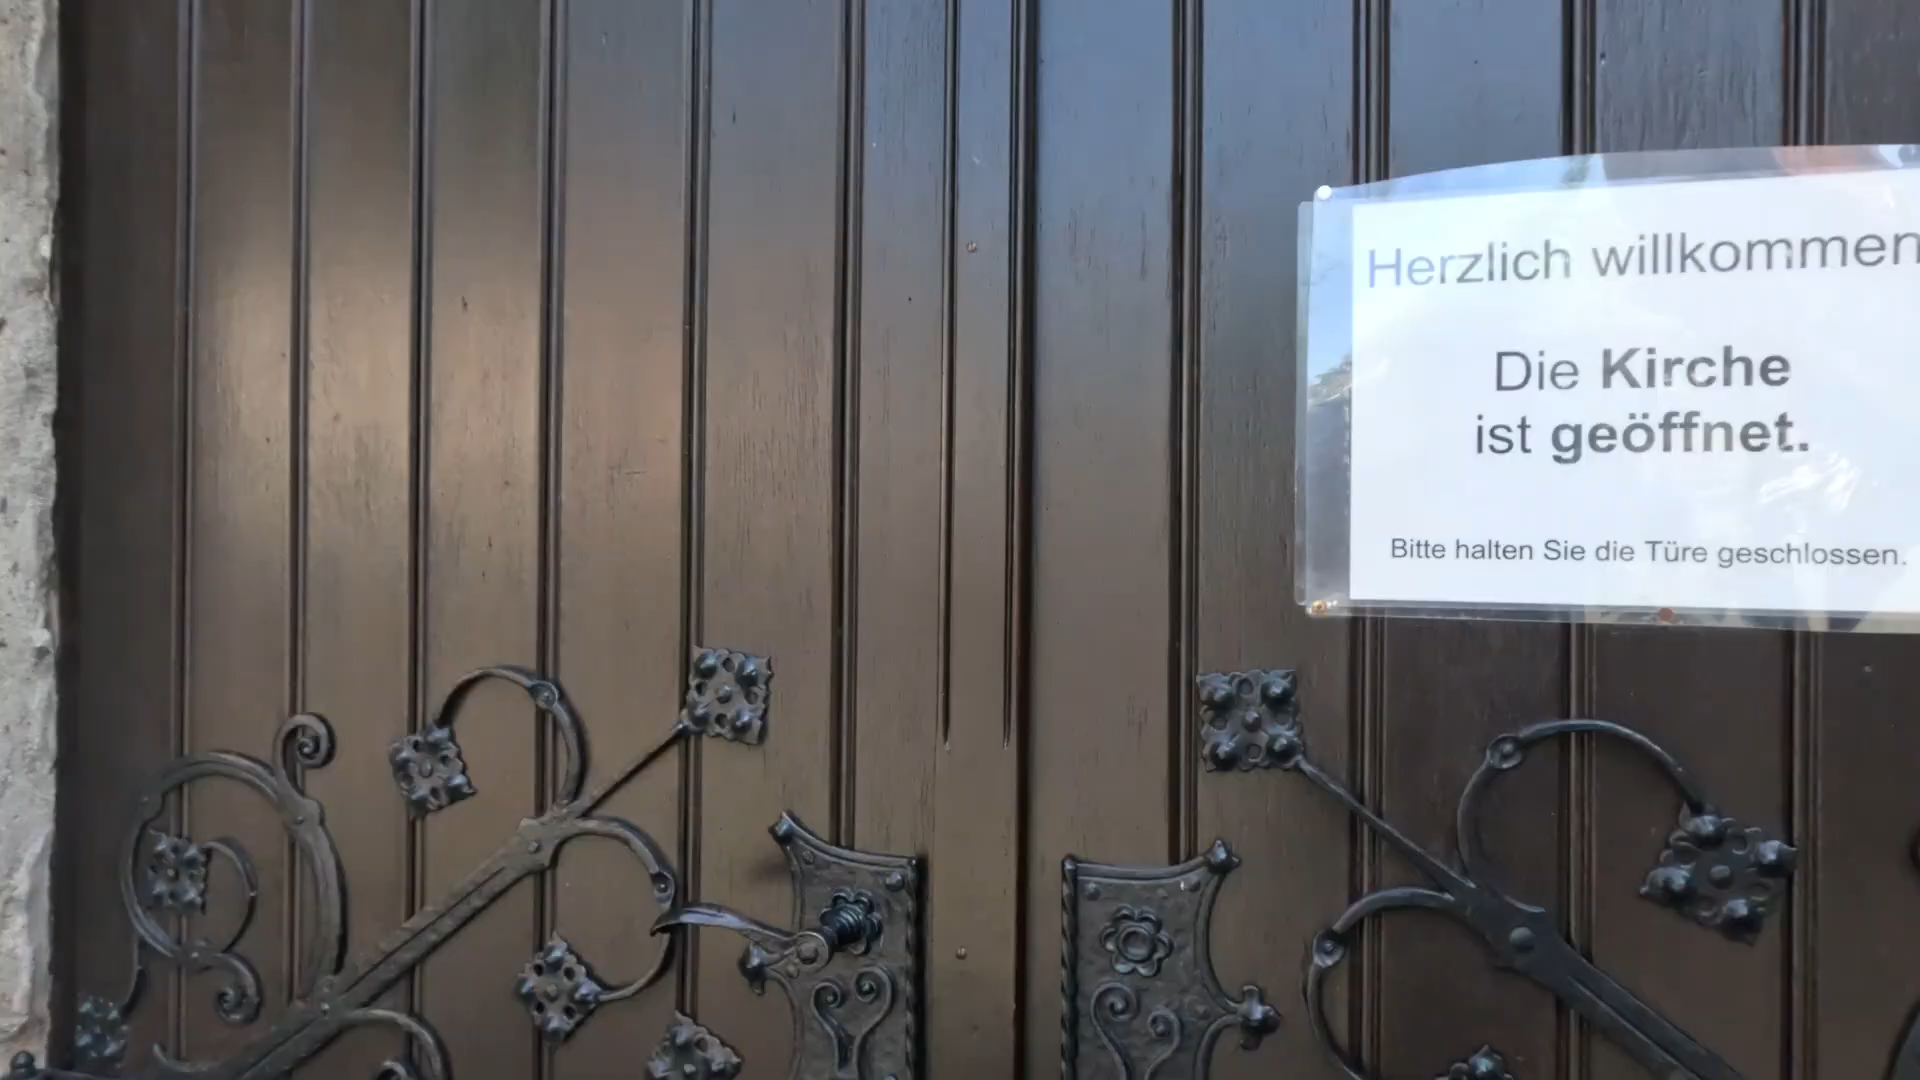 Herzlich willkommen
Die Kirche
ist geöffnet.
Bitte halten Sie die Türe geschlossen.